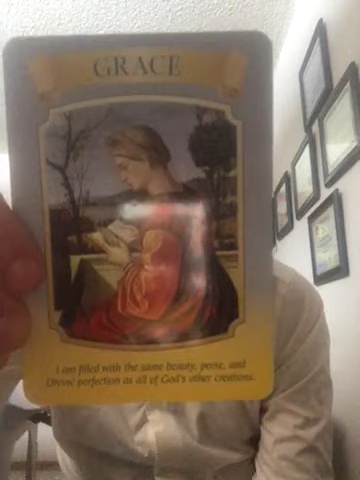 GRACE
I am filled with the same beauty, poise, and
Divine perfection as all of God's other creations.